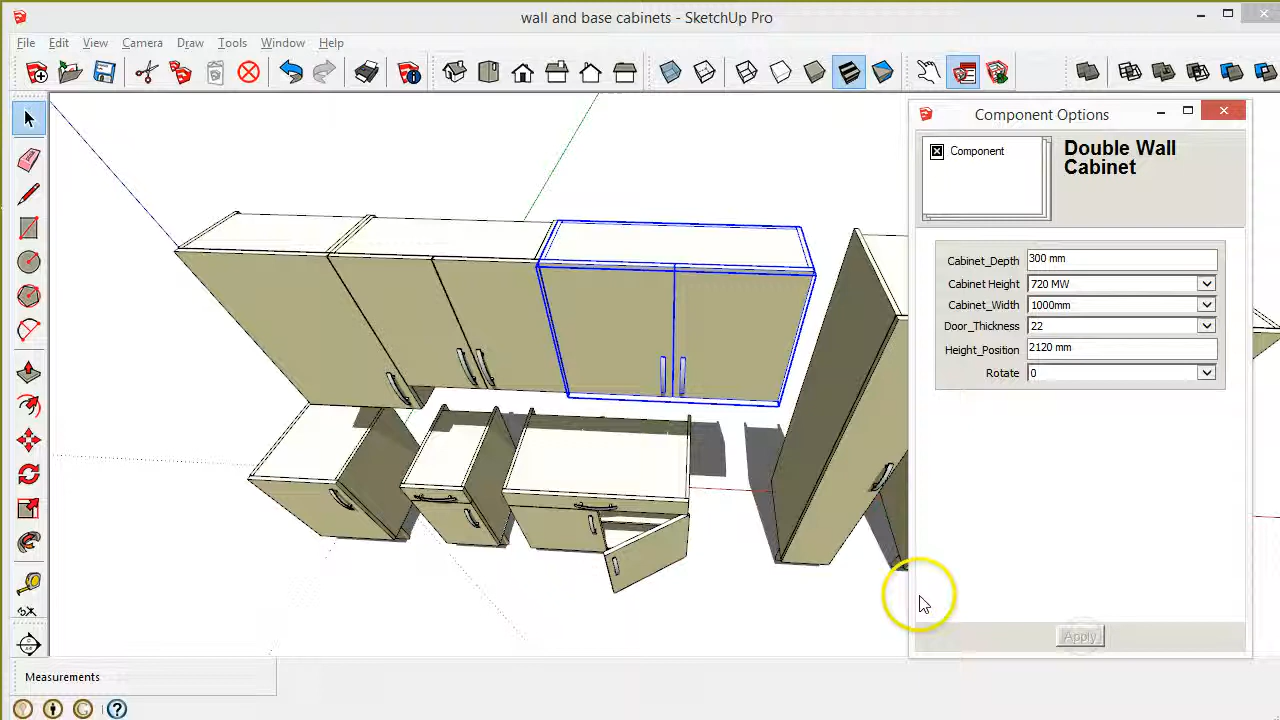 wall and base cabinets - SketchUp Pro
File Edit View Camera Draw Tools Window Help
Component Options
Component
Double Wall
Cabinet
Cabinet_Depth 300 mm
Cabinet Height 720 MW
Cabinet_Width 1000mm
Door_Thickness 22
Height_Position 2120 mm
Rotate 0
Apply
Measurements